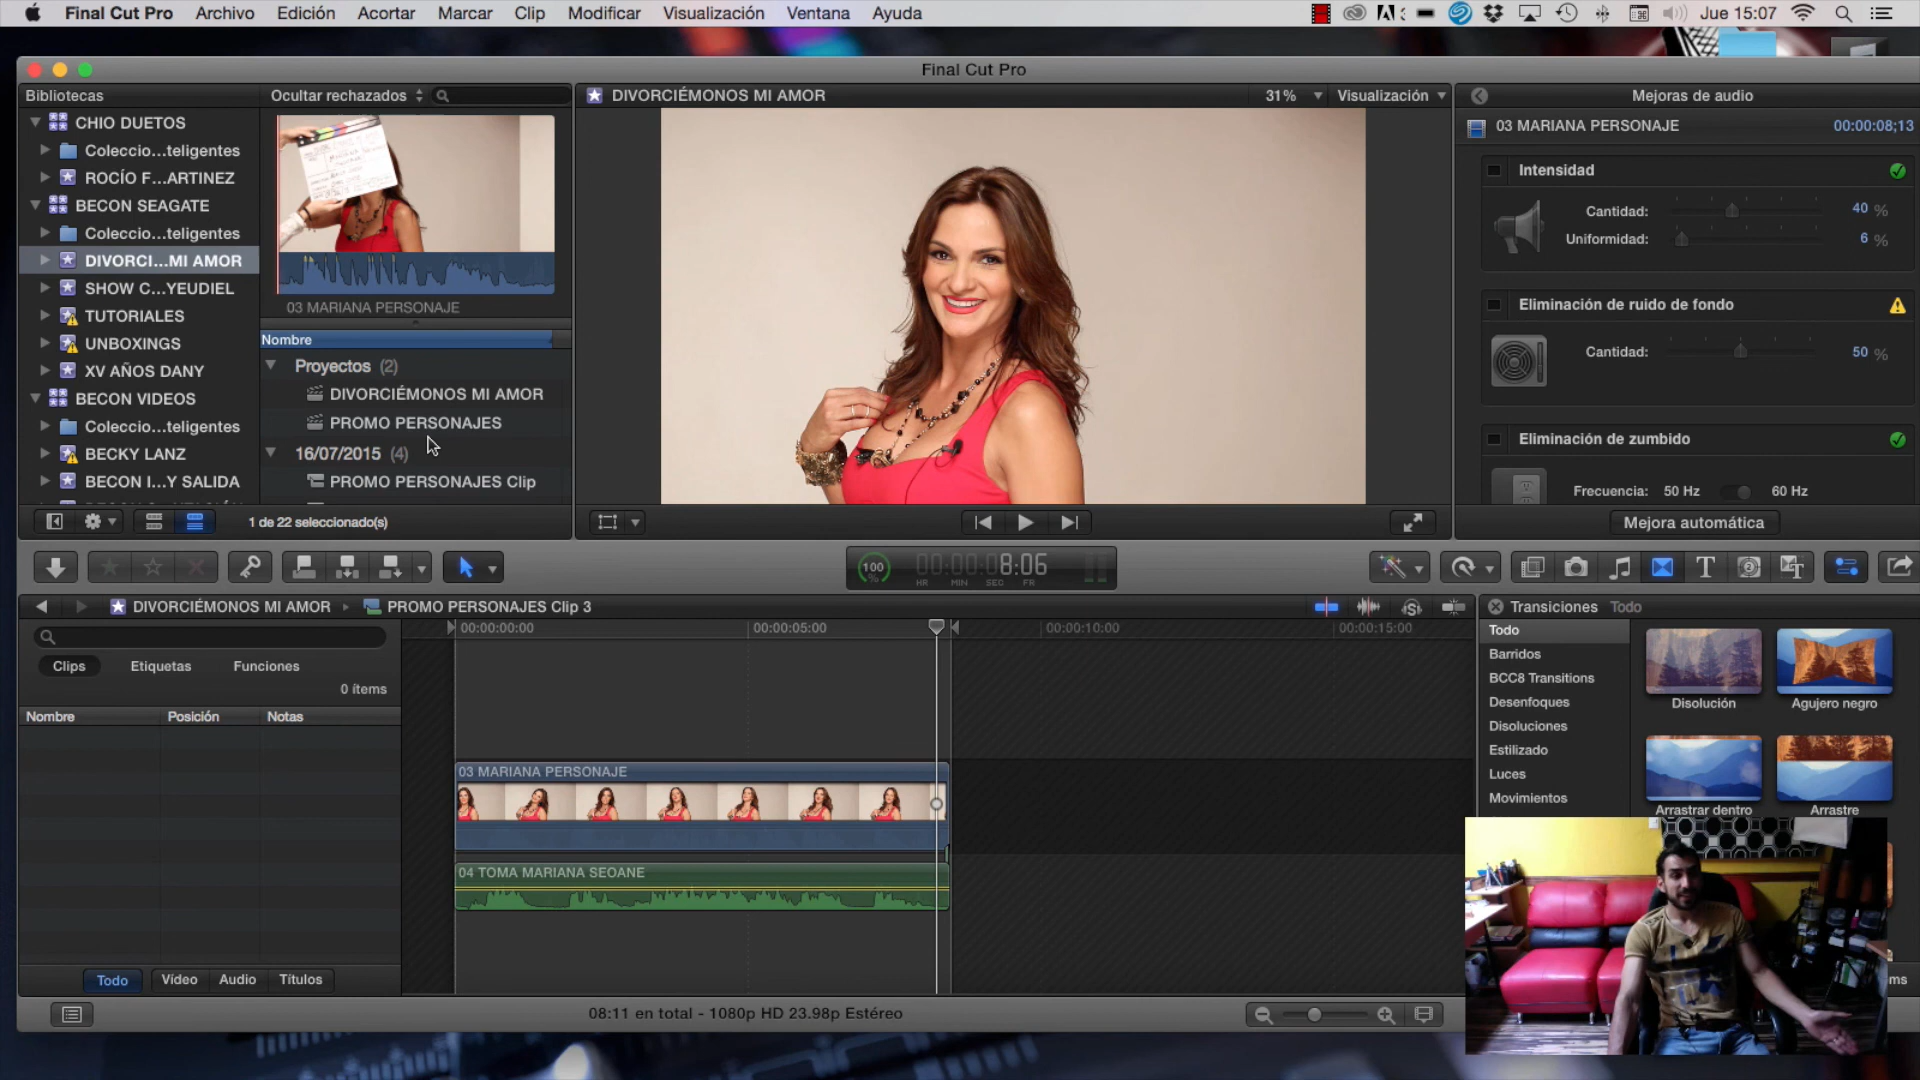 Final Cut Pro Archivo Edición Acortar Marcar Clip Modificar Visualización Ventana Ayuda Jue 15:07
Final Cut Pro
Bibliotecas
CHIO DUETOS
Coleccio...teligentes
ROCÍO F...ARTINEZ
BECON SEAGATE
Coleccio...teligentes
DIVORCI...MI AMOR
SHOW C...YEUDIEL
TUTORIALES
UNBOXINGS
XV AÑOS DANY
BECON VIDEOS
Coleccio...teligentes
BECKY LANZ
BECON I...Y SALIDA
Ocultar rechazados
03 MARIANA PERSONAJE
Nombre
Proyectos (2)
DIVORCIÉMONOS MI AMOR
PROMO PERSONAJES
16/07/2015 (4)
PROMO PERSONAJES Clip
1 de 22 seleccionado(s)
DIVORCIÉMONOS MI AMOR
31% Visualización
Mejoras de audio
03 MARIANA PERSONAJE 00:00:08;13
Intensidad
Cantidad: 40 %
Uniformidad: 6 %
Eliminación de ruido de fondo
Cantidad: 50 %
Eliminación de zumbido
Frecuencia: 50 Hz 60 Hz
Mejora automática
100 %
00:00:08:06
HR MIN SEC FR
DIVORCIÉMONOS MI AMOR PROMO PERSONAJES Clip 3
Clips Etiquetas Funciones
0 ítems
Nombre Posición Notas
Todo Vídeo Audio Títulos
00:00:00:00 00:00:05:00 00:00:10:00 00:00:15:00
03 MARIANA PERSONAJE
04 TOMA MARIANA SEOANE
08:11 en total - 1080p HD 23.98p Estéreo
Transiciones Todo
Todo
Barridos
BCC8 Transitions
Desenfoques
Disoluciones
Estilizado
Luces
Movimientos
Disolución Agujero negro
Arrastrar dentro Arrastre
ms